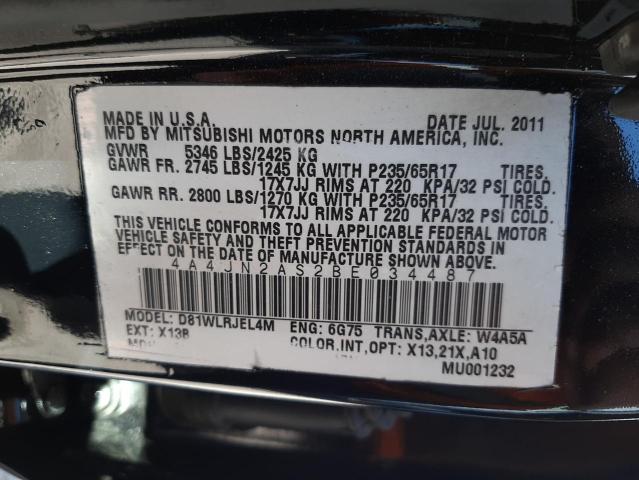 MADE IN U.S.A. DATE JUL. 2011
MFD BY MITSUBISHI MOTORS NORTH AMERICA, INC.
GVWR 5346 LBS/2425 KG
GAWR FR. 2745 LBS/1245 KG WITH P235/65R17 TIRES,
17X7JJ RIMS AT 220 KPA/32 PSI COLD.
GAWR RR. 2800 LBS/1270 KG WITH P235/65R17 TIRES,
17X7JJ RIMS AT 220 KPA/32 PSI COLD.
THIS VEHICLE CONFORMS TO ALL APPLICABLE FEDERAL MOTOR
VEHICLE SAFETY AND THEFT PREVENTION STANDARDS IN
EFFECT ON THE DATE OF MANUFACTURE SHOWN ABOVE.
4A4JN2AS2BE034487
MODEL: D81WLRJEL4M ENG: 6G75 TRANS,AXLE: W4A5A
EXT: X13B COLOR,INT,OPT: X13,21X,A10
MU001232